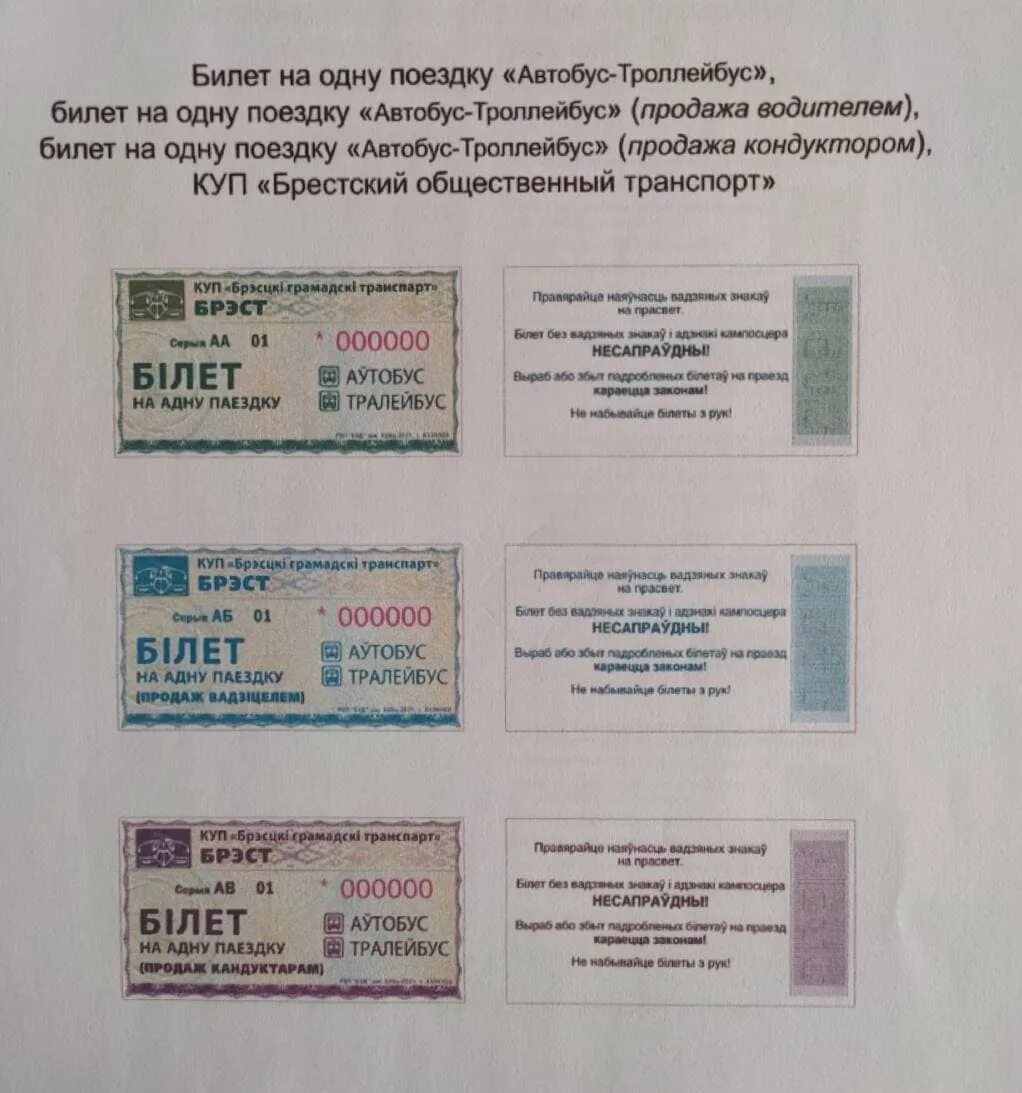 Билет на одну поездку «Автобус-Троллейбус»,
билет на одну поездку «Автобус-Троллейбус» (продажа водителем),
билет на одну поездку «Автобус-Троллейбус» (продажа кондуктором),
КУП «Брестский общественный транспорт»
КУП «Брэсцкі грамадскі транспарт»
БРЭСТ
Серыя АА 01 * 000000
БІЛЕТ
НА АДНУ ПАЕЗДКУ
АЎТОБУС
ТРАЛЕЙБУС
Правярайце наяўнасць вадзяных знакаў
на прасвет.
Білет без вадзяных знакаў і адзнакі кампосцера
НЕСАПРАЎДНЫ!
Выраб або збыт падробленых білетаў на праезд
караецца законам!
Не набывайце білеты з рук!
КУП «Брэсцкі грамадскі транспарт»
БРЭСТ
Серыя АБ 01 * 000000
БІЛЕТ
НА АДНУ ПАЕЗДКУ
(ПРОДАЖ ВАДЗІЦЕЛЕМ)
АЎТОБУС
ТРАЛЕЙБУС
Правярайце наяўнасць вадзяных знакаў
на прасвет.
Білет без вадзяных знакаў і адзнакі кампосцера
НЕСАПРАЎДНЫ!
Выраб або збыт падробленых білетаў на праезд
караецца законам!
Не набывайце білеты з рук!
КУП «Брэсцкі грамадскі транспарт»
БРЭСТ
Серыя АВ 01 * 000000
БІЛЕТ
НА АДНУ ПАЕЗДКУ
(ПРОДАЖ КАНДУКТАРАМ)
АЎТОБУС
ТРАЛЕЙБУС
Правярайце наяўнасць вадзяных знакаў
на прасвет.
Білет без вадзяных знакаў і адзнакі кампосцера
НЕСАПРАЎДНЫ!
Выраб або збыт падробленых білетаў на праезд
караецца законам!
Не набывайце білеты з рук!